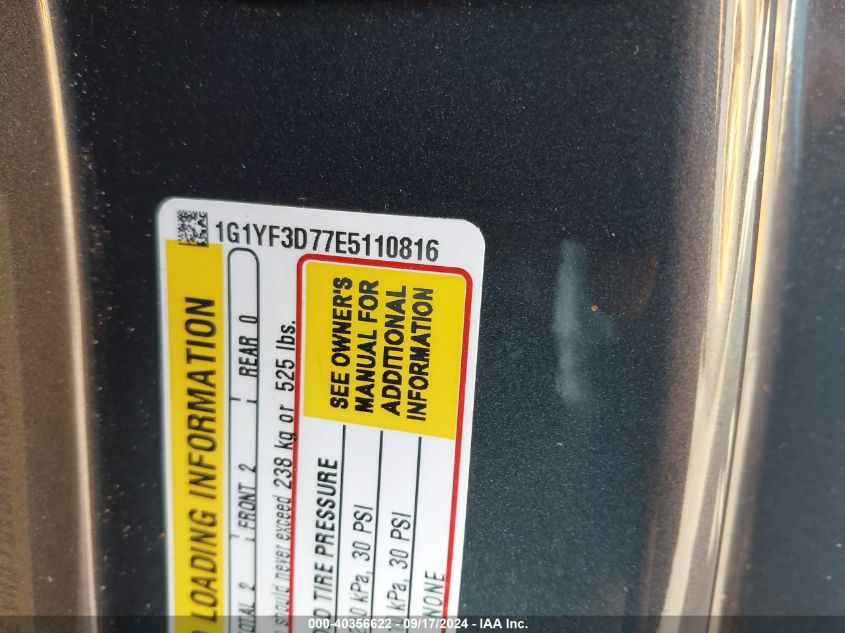 1G1YF3D77E5110816
LOADING INFORMATION
TOTAL 2 FRONT 2 REAR 0
should never exceed 238 kg or 525 lbs.
SEE OWNER'S
MANUAL FOR
ADDITIONAL
INFORMATION
TIRE PRESSURE
kPa, 30 PSI
kPa, 30 PSI
NONE
000-40356622 - 09/17/2024 - IAA Inc.